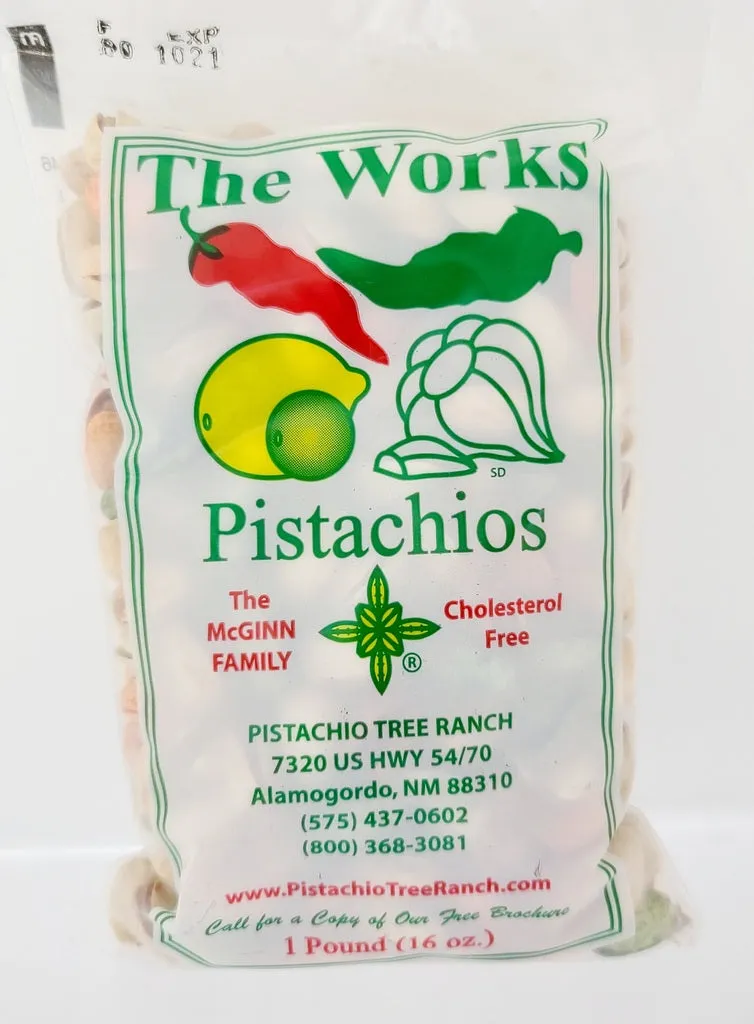 EXP
1021
The Works
SD
Pistachios
The
McGINN
FAMILY
Cholesterol
Free
®
PISTACHIO TREE RANCH
7320 US HWY 54/70
Alamogordo, NM 88310
(575) 437-0602
(800) 368-3081
www.PistachioTreeRanch.com
Call for a Copy of Our Free Brochure
1 Pound (16 oz.)